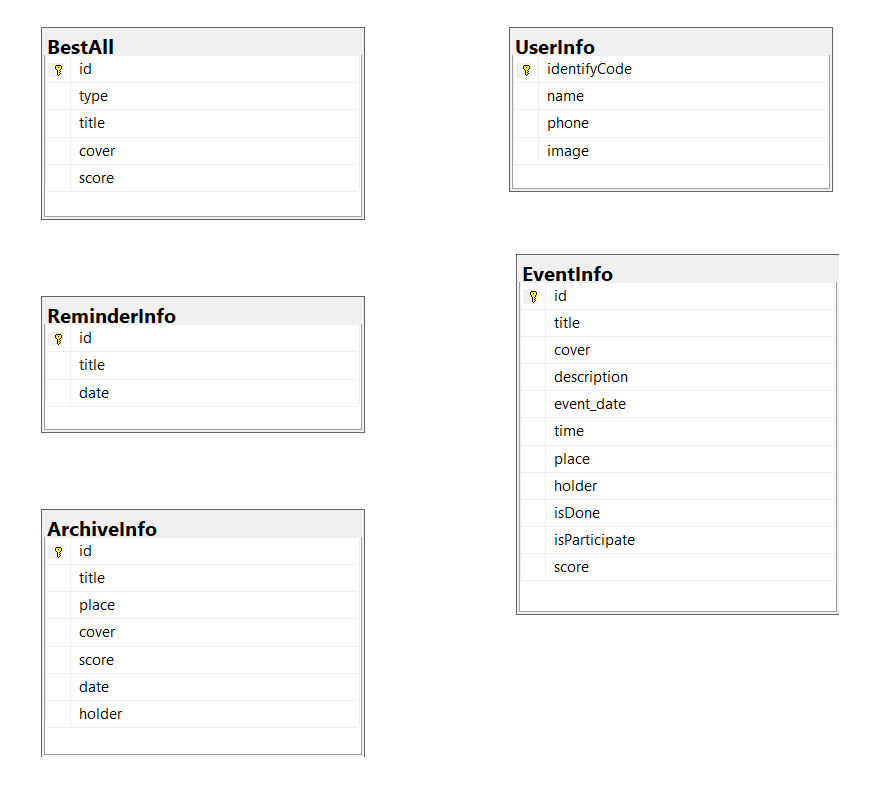 BestAll
id
type
title
cover
score
UserInfo
identifyCode
name
phone
image
ReminderInfo
id
title
date
EventInfo
id
title
cover
description
event_date
time
place
holder
isDone
isParticipate
score
ArchiveInfo
id
title
place
cover
score
date
holder